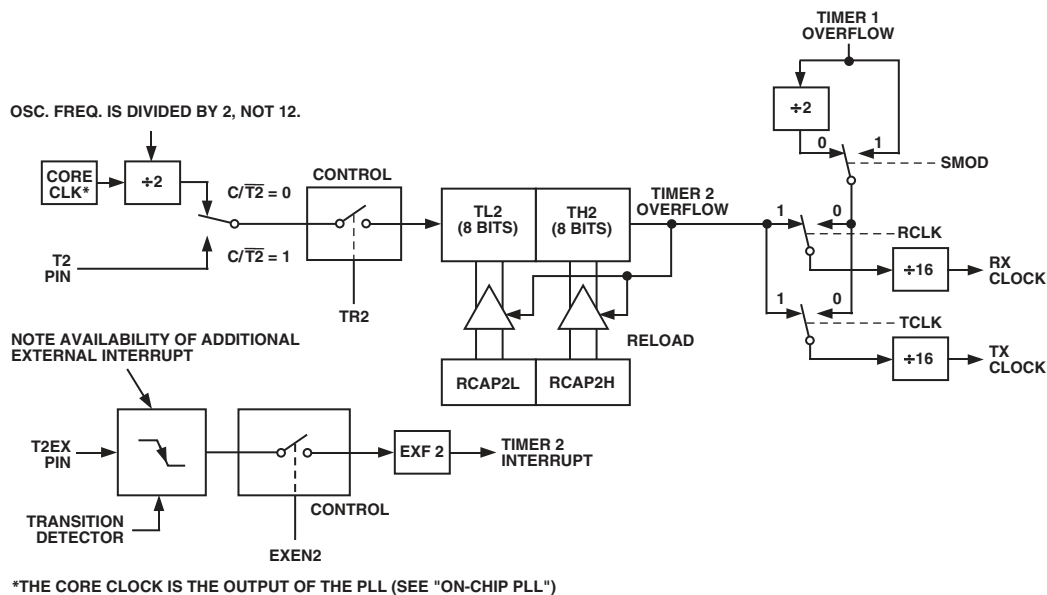 TIMER 1
OVERFLOW
÷2
OSC. FREQ. IS DIVIDED BY 2, NOT 12.
0
1
SMOD
CORE
CLK*
÷2
C/T2 = 0
CONTROL
TL2
(8 BITS)
TH2
(8 BITS)
TIMER 2
OVERFLOW
1
0
RCLK
T2
PIN
C/T2 = 1
÷16
RX
CLOCK
TR2
1
0
TCLK
NOTE AVAILABILITY OF ADDITIONAL
EXTERNAL INTERRUPT
RELOAD
÷16
TX
CLOCK
RCAP2L
RCAP2H
T2EX
PIN
EXF 2
TIMER 2
INTERRUPT
CONTROL
TRANSITION
DETECTOR
EXEN2
*THE CORE CLOCK IS THE OUTPUT OF THE PLL (SEE "ON-CHIP PLL")